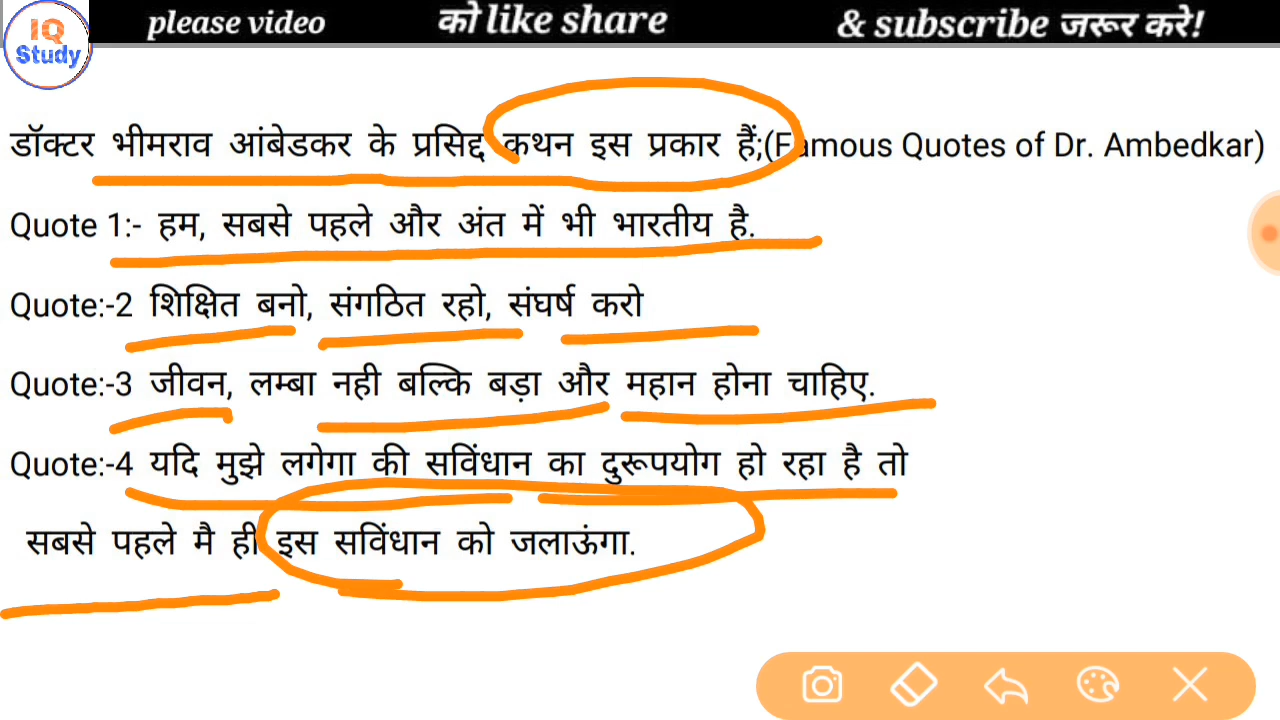 IQ
Study
please video को like share & subscribe जरूर करे!
डॉक्टर भीमराव आंबेडकर के प्रसिद्द कथन इस प्रकार हैं;(Famous Quotes of Dr. Ambedkar)
Quote 1:- हम, सबसे पहले और अंत में भी भारतीय है.
Quote:-2 शिक्षित बनो, संगठित रहो, संघर्ष करो
Quote:-3 जीवन, लम्बा नही बल्कि बड़ा और महान होना चाहिए.
Quote:-4 यदि मुझे लगेगा की सविंधान का दुरूपयोग हो रहा है तो
सबसे पहले मै ही इस सविंधान को जलाऊंगा.